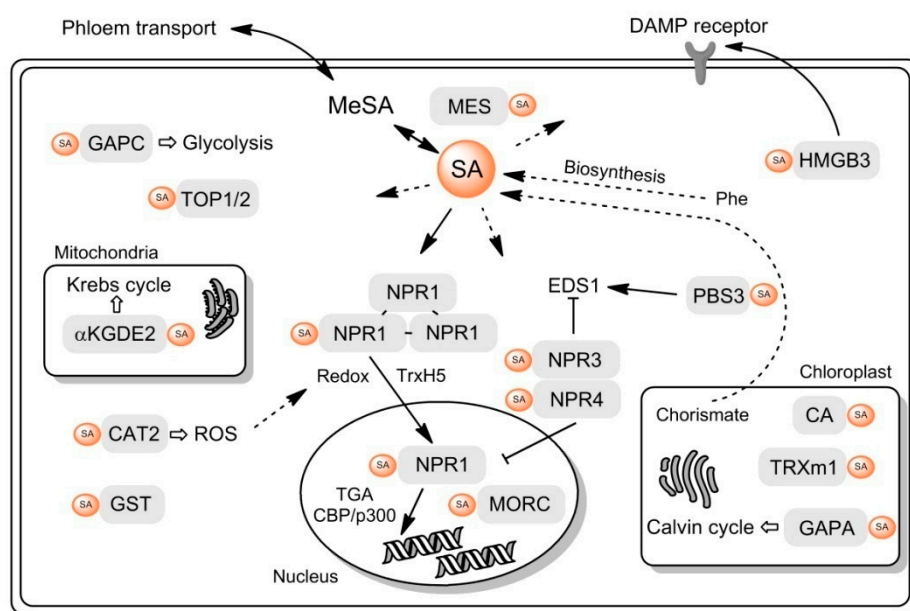 Phloem transport
DAMP receptor
MeSA
MES SA
SA GAPC ⇨ Glycolysis
SA
SA HMGB3
Biosynthesis
Phe
SA TOP1/2
Mitochondria
Krebs cycle
αKGDE2 SA
NPR1
SA NPR1 - NPR1
EDS1
PBS3 SA
Redox
TrxH5
SA NPR3
SA NPR4
Chloroplast
Chorismate
CA SA
TRXm1 SA
Calvin cycle ⇦ GAPA SA
SA CAT2 ⇨ ROS
SA GST
SA NPR1
TGA
CBP/p300
SA MORC
Nucleus